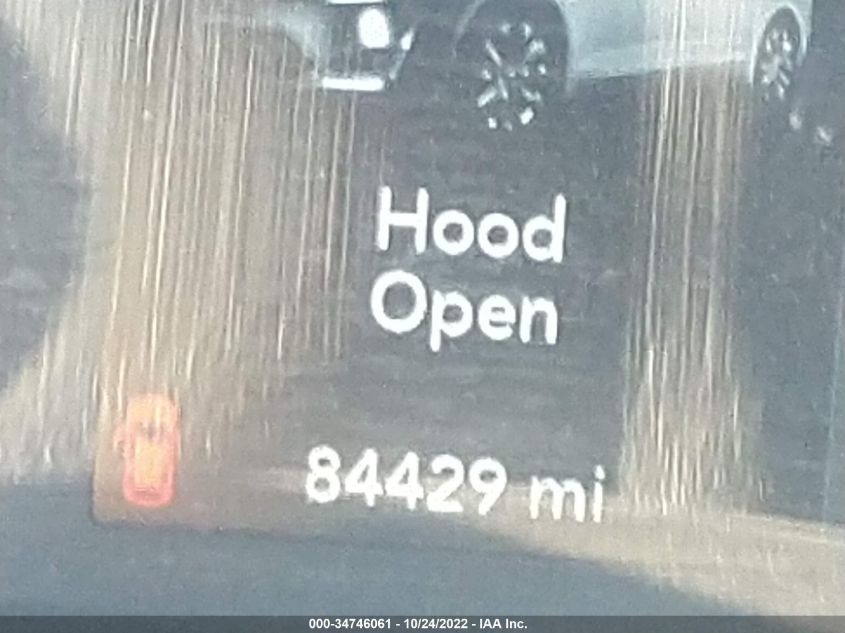 Hood
Open
84429 mi
000-34746061 - 10/24/2022 - IAA Inc.